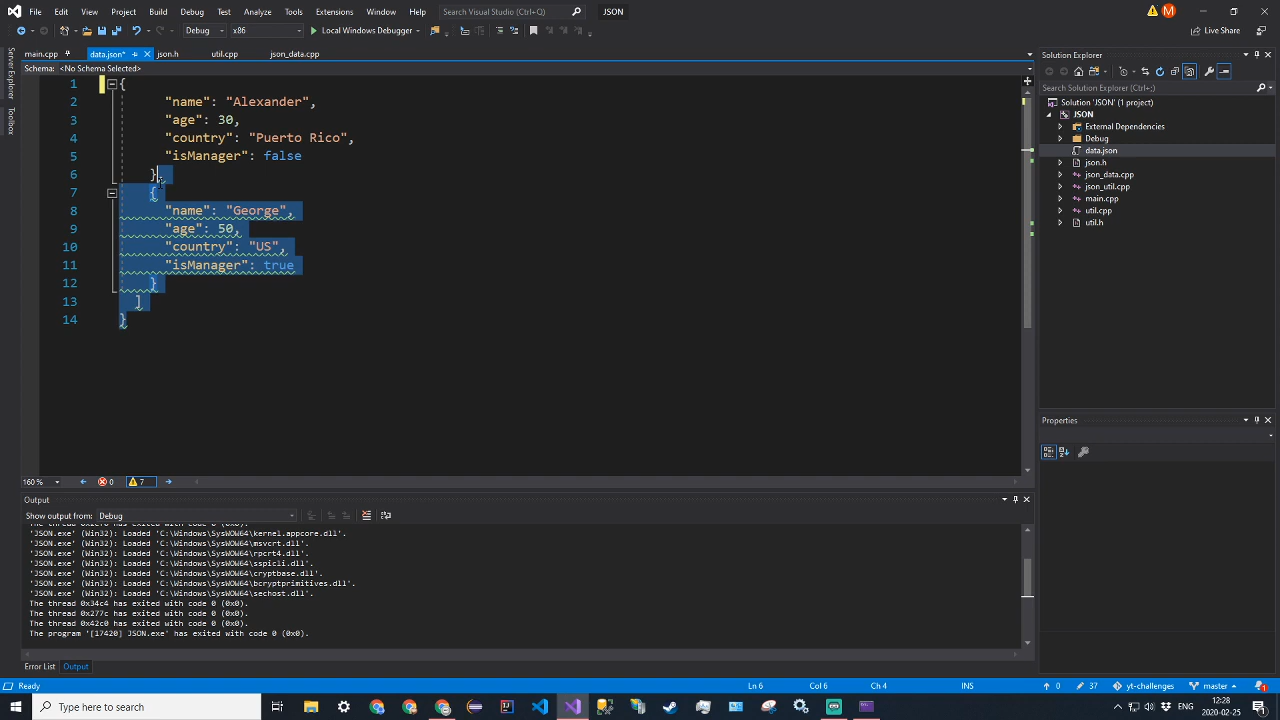 File Edit View Project Build Debug Test Analyze Tools Extensions Window Help Search Visual Studio (Ctrl+Q) JSON M
Debug x86 Local Windows Debugger Live Share
main.cpp data.json* json.h util.cpp json_data.cpp
Schema: <No Schema Selected>
Server Explorer
Toolbox
1 {
2 "name": "Alexander",
3 "age": 30,
4 "country": "Puerto Rico",
5 "isManager": false
6 },
7 {
8 "name": "George",
9 "age": 50,
10 "country": "US",
11 "isManager": true
12 }
13 ]
14 }
160 % 0 7
Solution Explorer
Search Solution Explorer (Ctrl+;)
Solution 'JSON' (1 project)
JSON
External Dependencies
Debug
data.json
json.h
json_data.cpp
json_util.cpp
main.cpp
util.cpp
util.h
Properties
Output
Show output from: Debug
'JSON.exe' (Win32): Loaded 'C:\Windows\SysWOW64\kernel.appcore.dll'.
'JSON.exe' (Win32): Loaded 'C:\Windows\SysWOW64\msvcrt.dll'.
'JSON.exe' (Win32): Loaded 'C:\Windows\SysWOW64\rpcrt4.dll'.
'JSON.exe' (Win32): Loaded 'C:\Windows\SysWOW64\sspicli.dll'.
'JSON.exe' (Win32): Loaded 'C:\Windows\SysWOW64\cryptbase.dll'.
'JSON.exe' (Win32): Loaded 'C:\Windows\SysWOW64\bcryptprimitives.dll'.
'JSON.exe' (Win32): Loaded 'C:\Windows\SysWOW64\sechost.dll'.
The thread 0x34c4 has exited with code 0 (0x0).
The thread 0x277c has exited with code 0 (0x0).
The thread 0x42c0 has exited with code 0 (0x0).
The program '[17420] JSON.exe' has exited with code 0 (0x0).
Error List Output
Ready Ln 6 Col 6 Ch 4 INS 0 37 yt-challenges master 1
Type here to search 12:28
2020-02-25